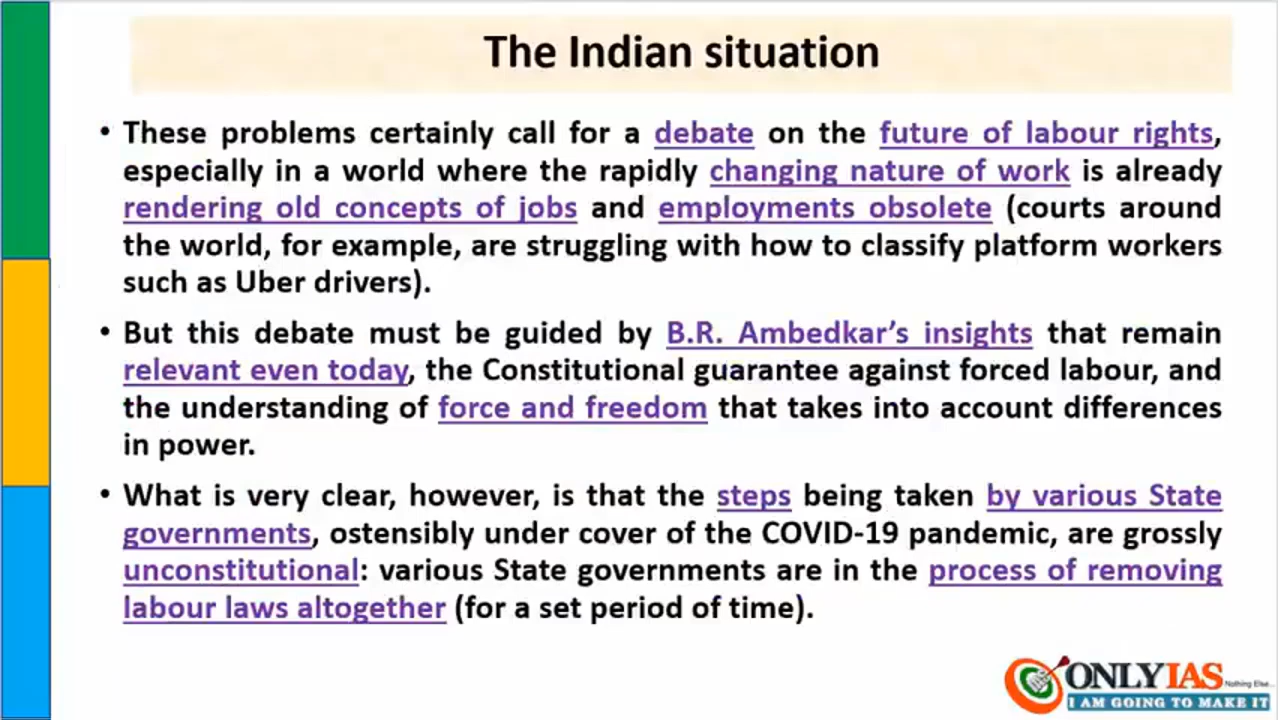 The Indian situation
• These problems certainly call for a debate on the future of labour rights,
especially in a world where the rapidly changing nature of work is already
rendering old concepts of jobs and employments obsolete (courts around
the world, for example, are struggling with how to classify platform workers
such as Uber drivers).
• But this debate must be guided by B.R. Ambedkar's insights that remain
relevant even today, the Constitutional guarantee against forced labour, and
the understanding of force and freedom that takes into account differences
in power.
• What is very clear, however, is that the steps being taken by various State
governments, ostensibly under cover of the COVID-19 pandemic, are grossly
unconstitutional: various State governments are in the process of removing
labour laws altogether (for a set period of time).
ONLYIAS
Nothing Else...
I AM GOING TO MAKE IT